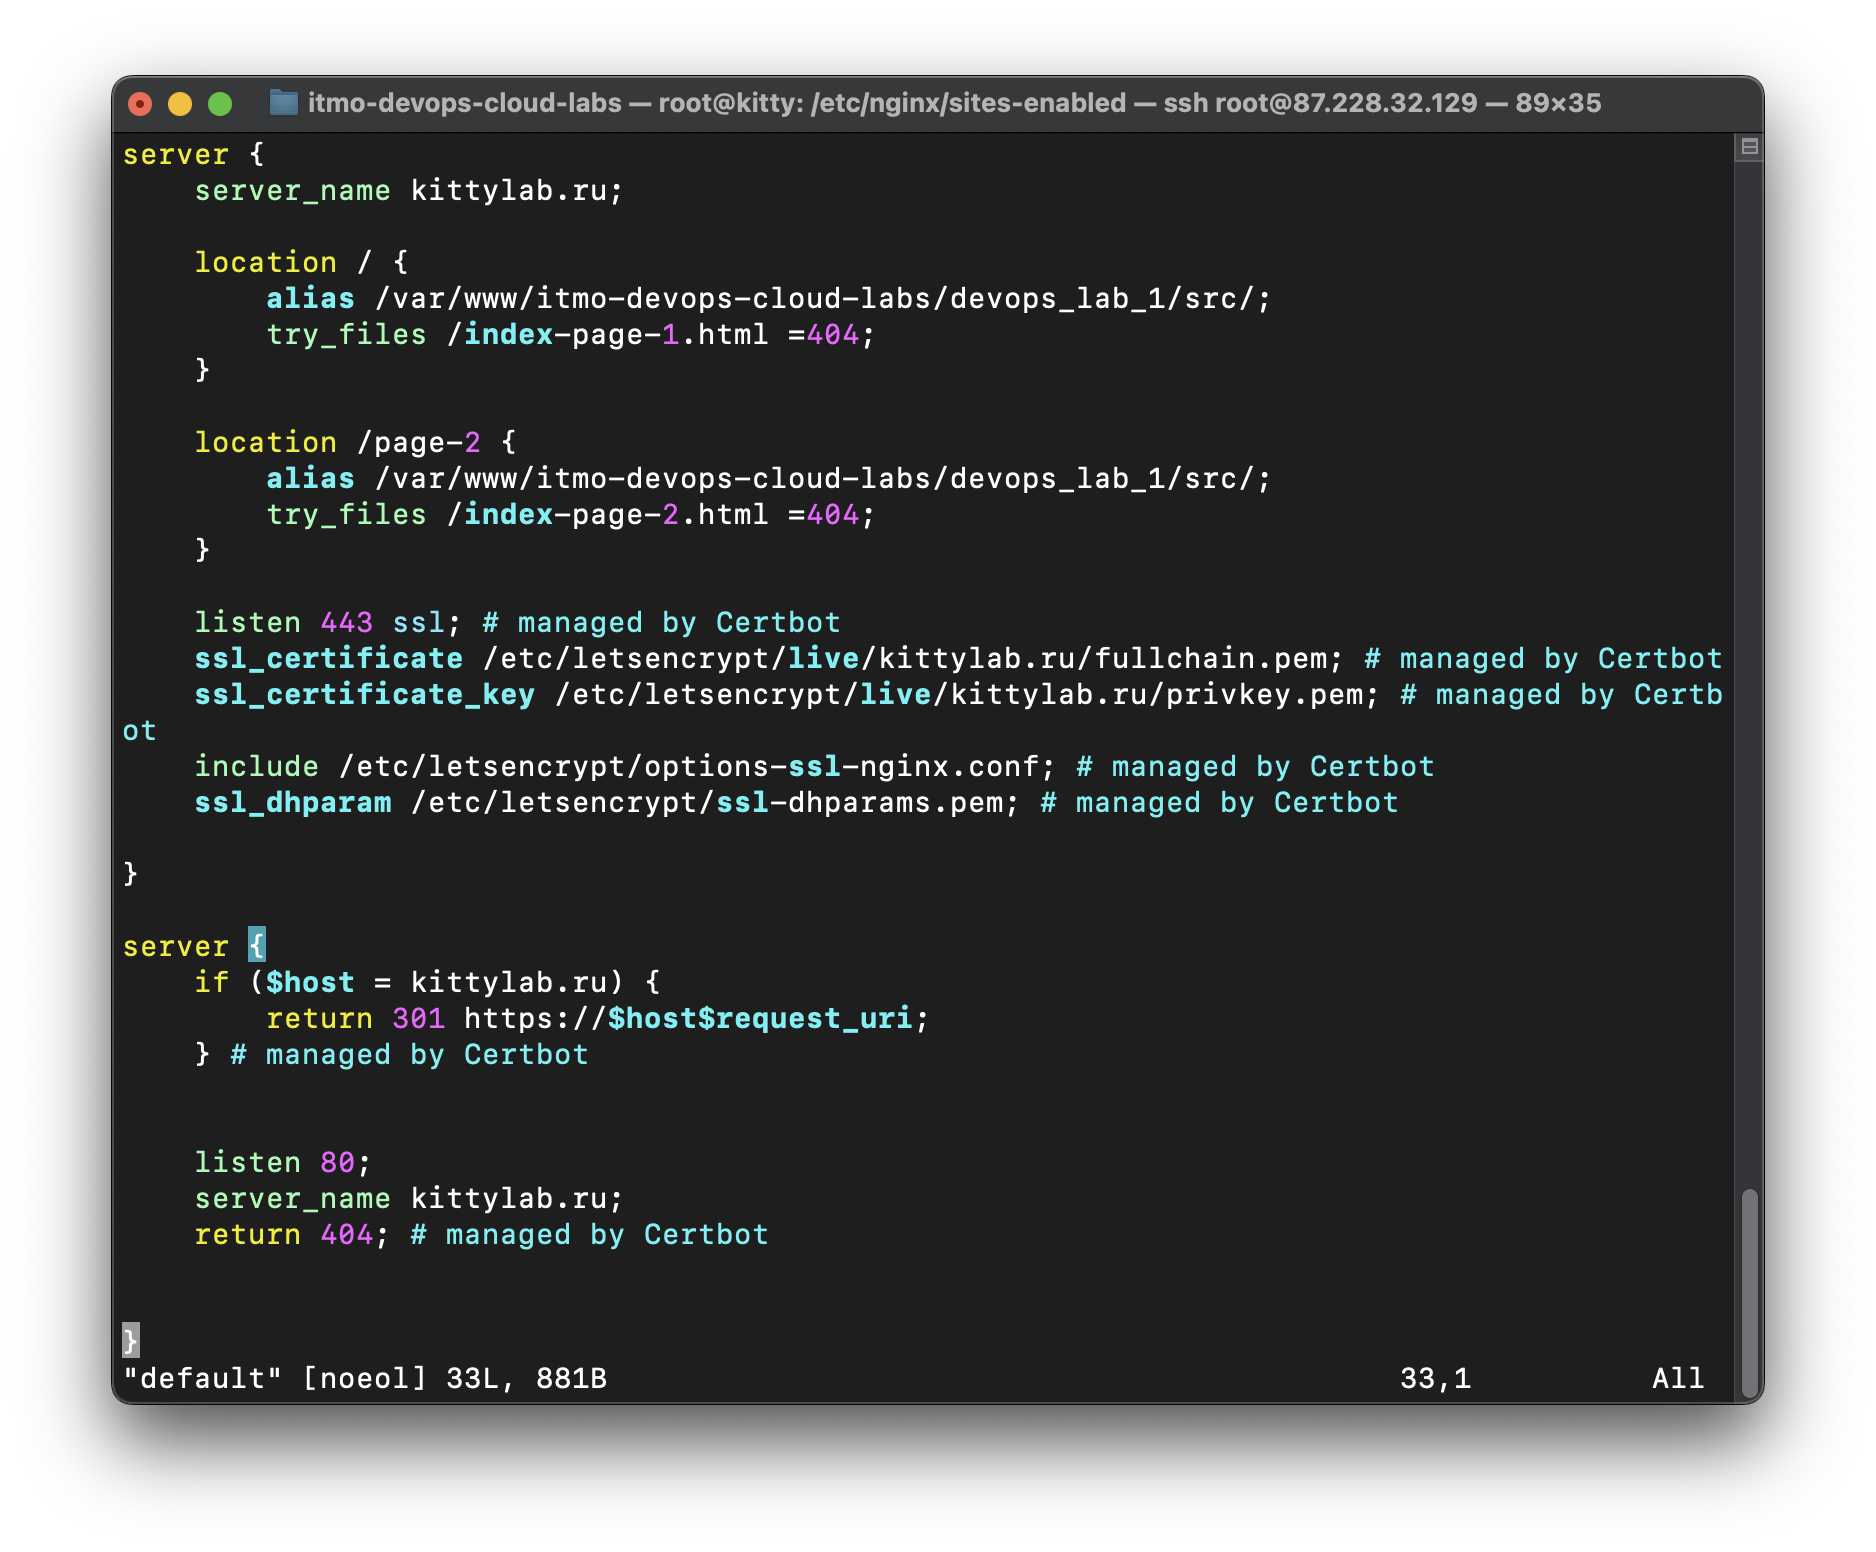 itmo-devops-cloud-labs — root@kitty: /etc/nginx/sites-enabled — ssh root@87.228.32.129 — 89×35
server {
    server_name kittylab.ru;

    location / {
        alias /var/www/itmo-devops-cloud-labs/devops_lab_1/src/;
        try_files /index-page-1.html =404;
    }

    location /page-2 {
        alias /var/www/itmo-devops-cloud-labs/devops_lab_1/src/;
        try_files /index-page-2.html =404;
    }

    listen 443 ssl; # managed by Certbot
    ssl_certificate /etc/letsencrypt/live/kittylab.ru/fullchain.pem; # managed by Certbot
    ssl_certificate_key /etc/letsencrypt/live/kittylab.ru/privkey.pem; # managed by Certb
ot
    include /etc/letsencrypt/options-ssl-nginx.conf; # managed by Certbot
    ssl_dhparam /etc/letsencrypt/ssl-dhparams.pem; # managed by Certbot

}

server {
    if ($host = kittylab.ru) {
        return 301 https://$host$request_uri;
    } # managed by Certbot


    listen 80;
    server_name kittylab.ru;
    return 404; # managed by Certbot


}
"default" [noeol] 33L, 881B 33,1 All